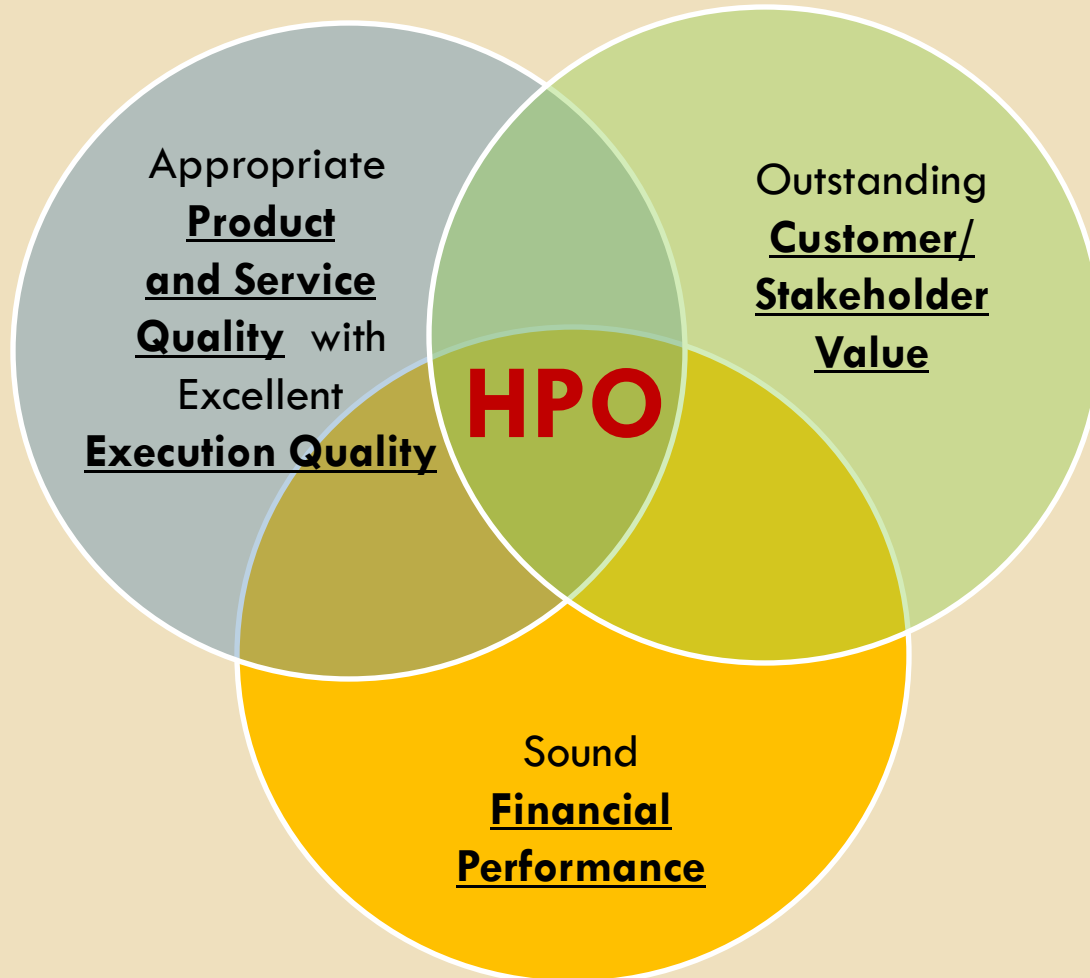 Appropriate
Product
and Service
Quality with
Excellent
Execution Quality
Outstanding
Customer/
Stakeholder
Value
HPO
Sound
Financial
Performance